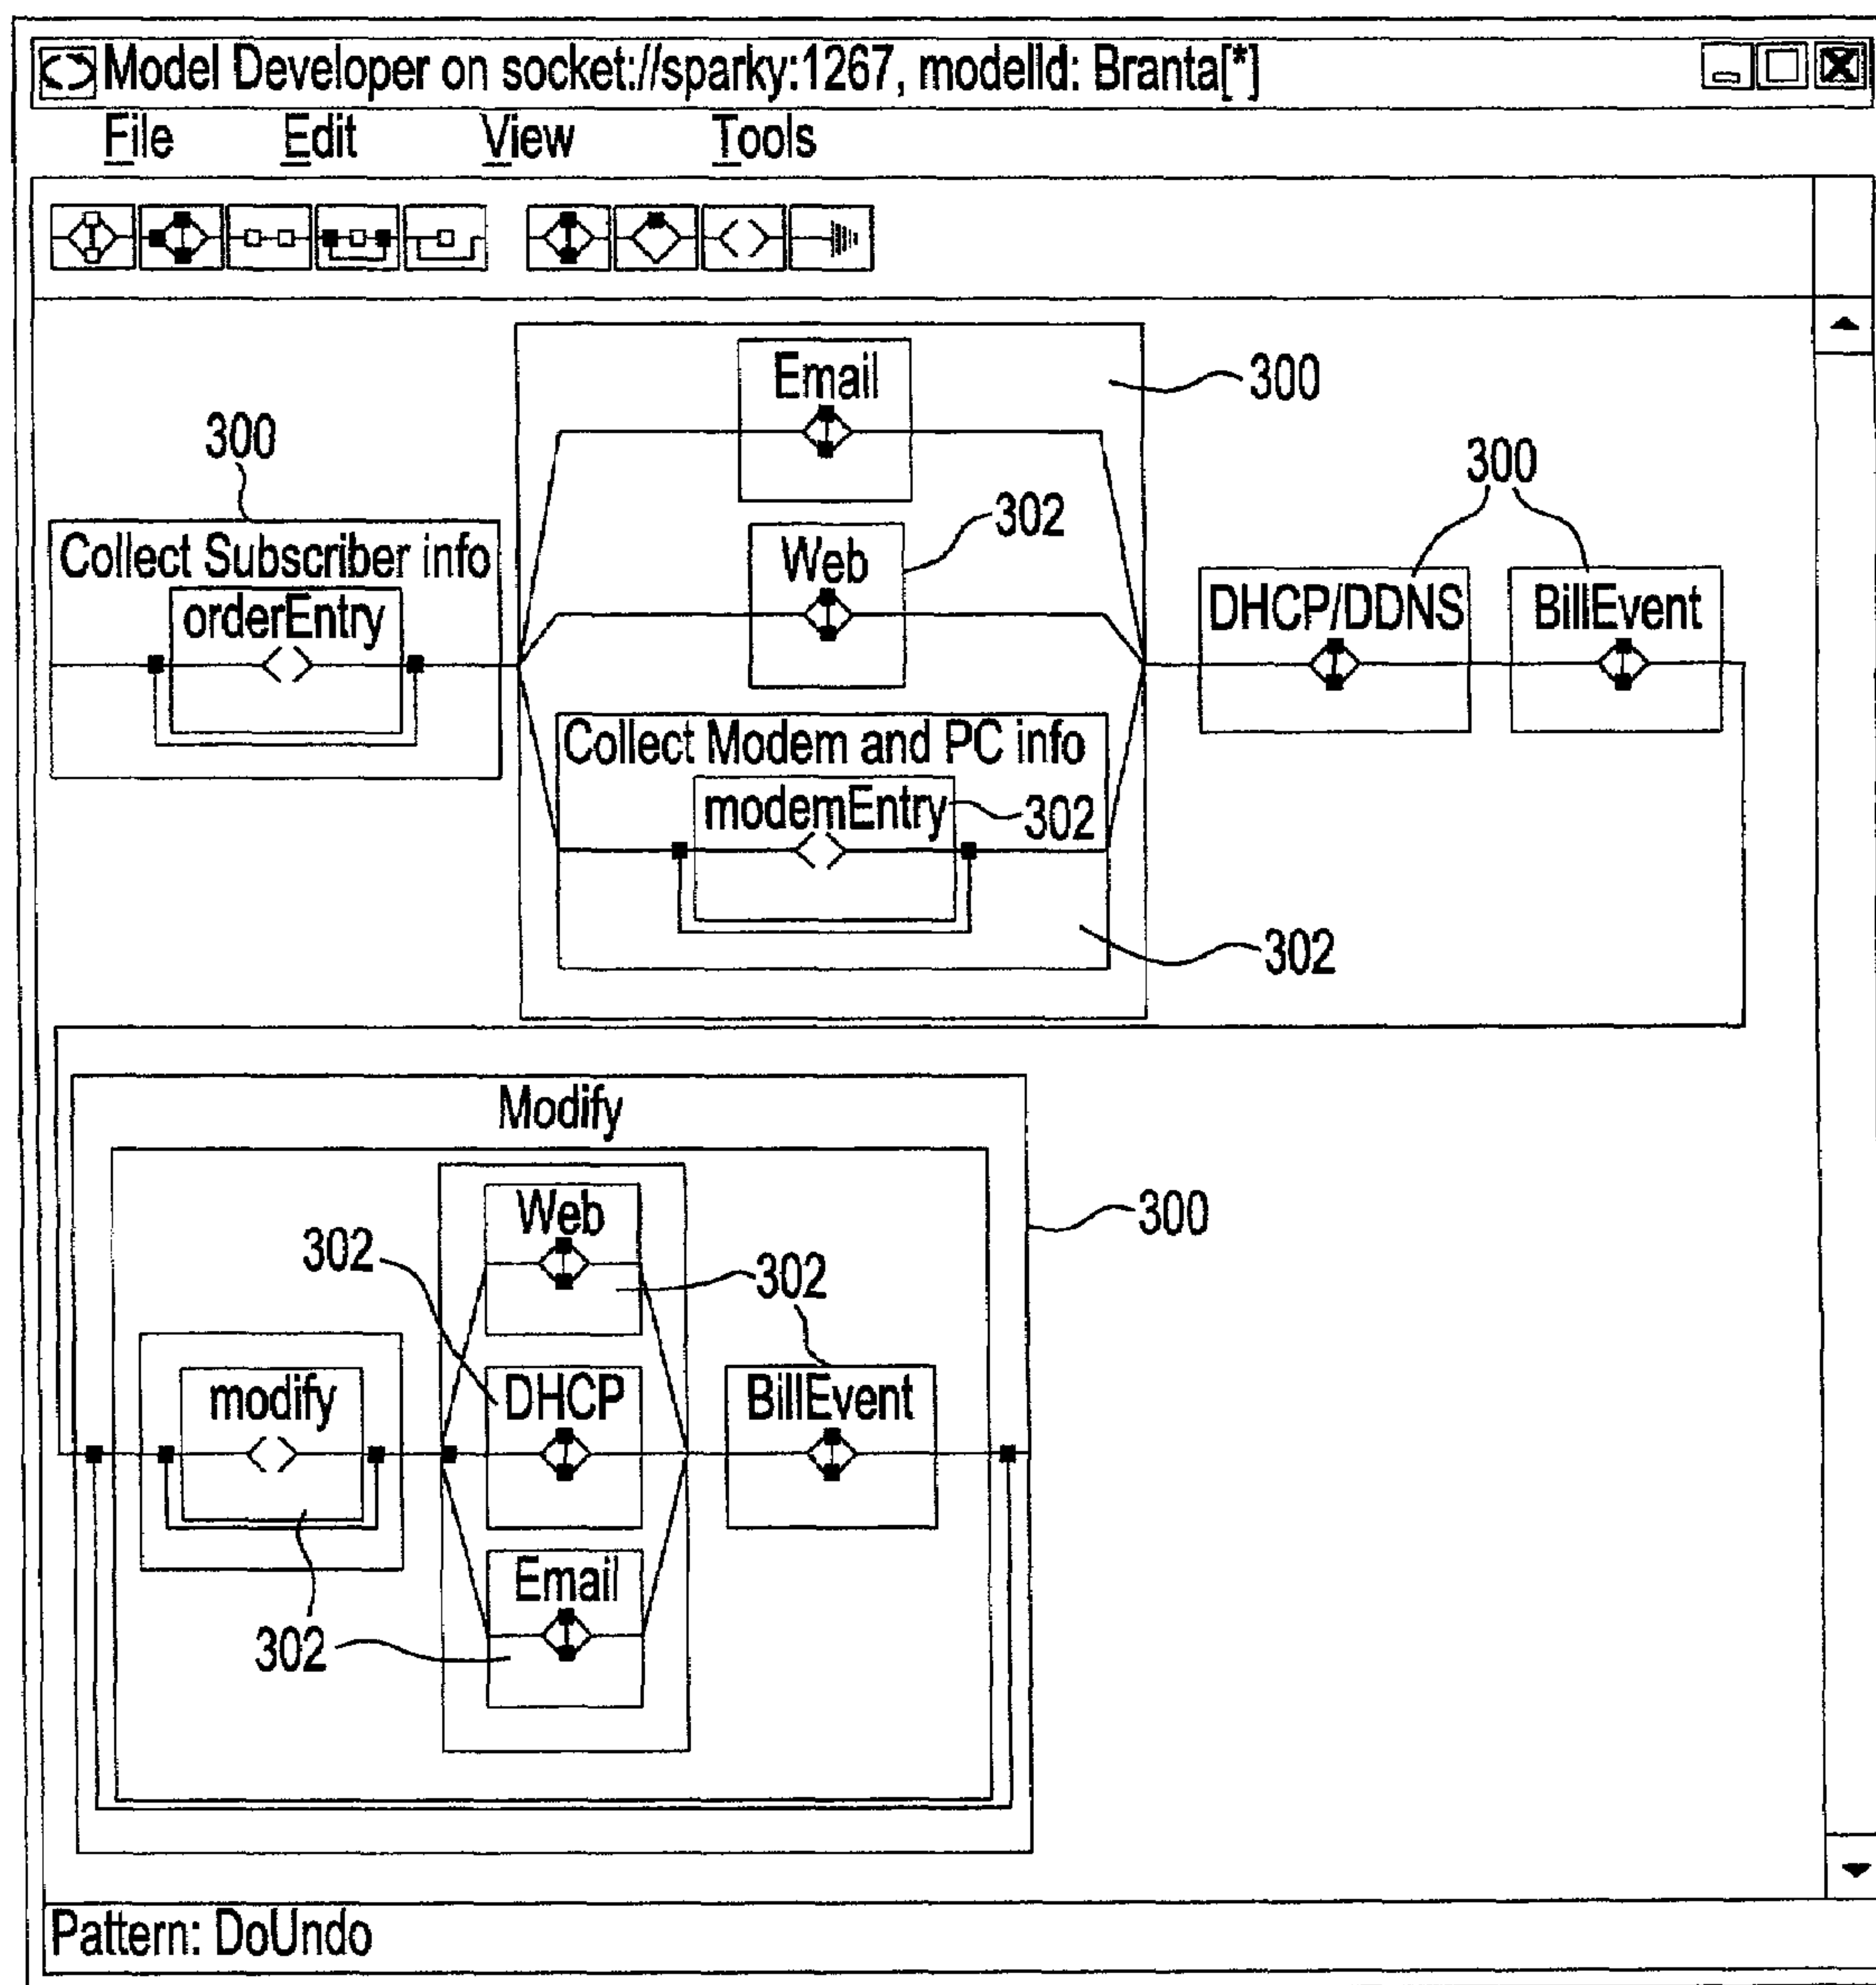 Model Developer on socket://sparky:1267, modelId: Branta[*]
File Edit View Tools
Email
300
300
300
302
Collect Subscriber info
Web
DHCP/DDNS
BillEvent
orderEntry
Collect Modem and PC info
modemEntry
302
302
Modify
Web
300
302
302
modify
DHCP
BillEvent
Email
302
Pattern: DoUndo